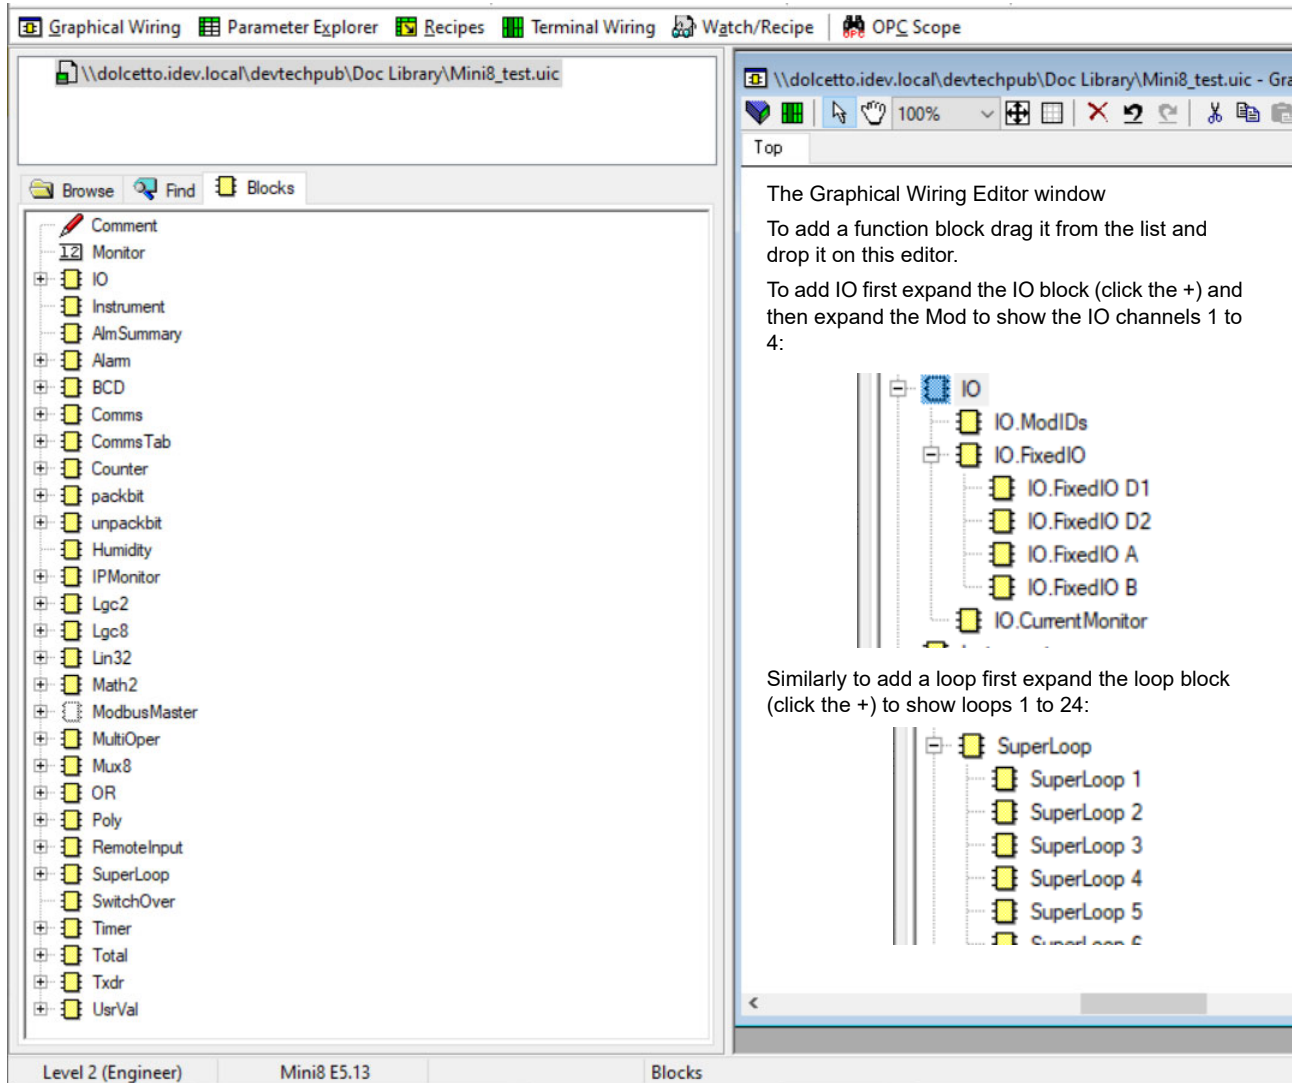 Graphical Wiring Parameter Explorer Recipes Terminal Wiring Watch/Recipe OPC OPC Scope
\\dolcetto.idev.local\devtechpub\Doc Library\Mini8_test.uic
Browse Find Blocks
Comment
12 Monitor
IO
Instrument
AlmSummary
Alarm
BCD
Comms
CommsTab
Counter
packbit
unpackbit
Humidity
IPMonitor
Lgc2
Lgc8
Lin32
Math2
ModbusMaster
MultiOper
Mux8
OR
Poly
RemoteInput
SuperLoop
SwitchOver
Timer
Total
Txdr
UsrVal
\\dolcetto.idev.local\devtechpub\Doc Library\Mini8_test.uic - Gra
100%
Top
The Graphical Wiring Editor window
To add a function block drag it from the list and
drop it on this editor.
To add IO first expand the IO block (click the +) and
then expand the Mod to show the IO channels 1 to
4:
IO
IO.ModIDs
IO.FixedIO
IO.FixedIO D1
IO.FixedIO D2
IO.FixedIO A
IO.FixedIO B
IO.CurrentMonitor
Similarly to add a loop first expand the loop block
(click the +) to show loops 1 to 24:
SuperLoop
SuperLoop 1
SuperLoop 2
SuperLoop 3
SuperLoop 4
SuperLoop 5
SuperLoop 6
Level 2 (Engineer) Mini8 E5.13 Blocks